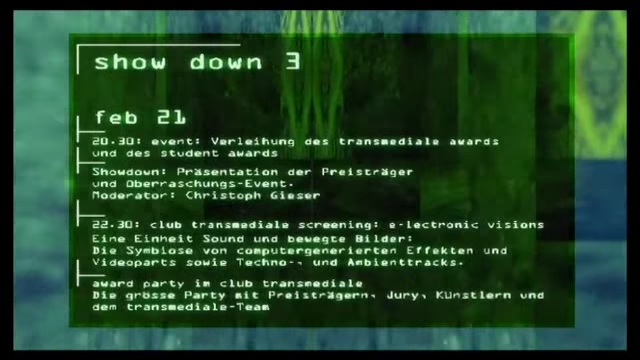 show down 3
feb 21
20.30: event: Verleihung des transmediale awards
und des student awards
Showdown: Präsentation der Preisträger
und Überraschungs-Event.
Moderator: Christoph Gieser
22.30: club transmediale screening: e-lectronic visions
Eine Einheit Sound und bewegte Bilder:
Die Symbiose von computergenerierten Effekten und
Videoparts sowie Techno-, und Ambienttracks.
award party im club transmediale
Die grösse Party mit Preisträgern, Jury, Künstlern und
dem transmediale-Team